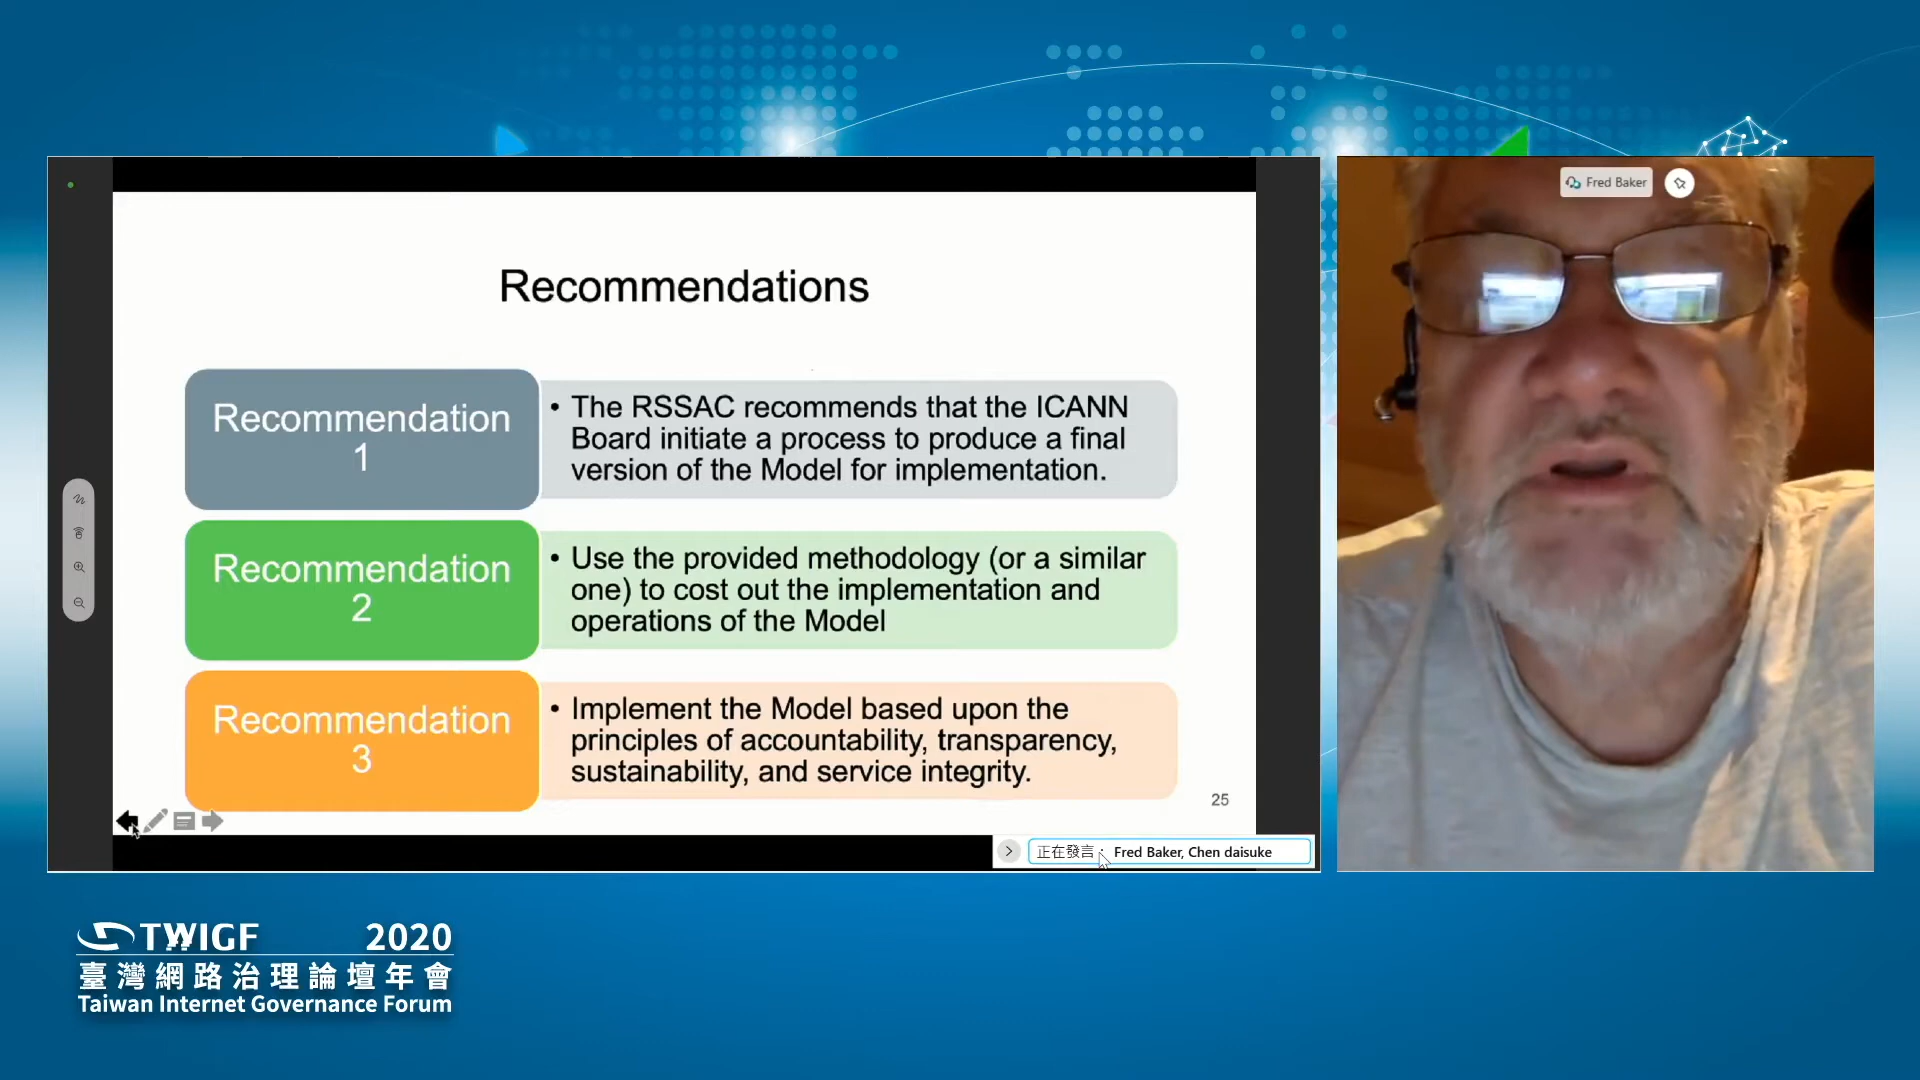 Fred Baker
Recommendations
Recommendation
1
• The RSSAC recommends that the ICANN
Board initiate a process to produce a final
version of the Model for implementation.
Recommendation
2
• Use the provided methodology (or a similar
one) to cost out the implementation and
operations of the Model
Recommendation
3
• Implement the Model based upon the
principles of accountability, transparency,
sustainability, and service integrity.
25
正在發言： Fred Baker, Chen daisuke
TWIGF 2020
臺灣網路治理論壇年會
Taiwan Internet Governance Forum